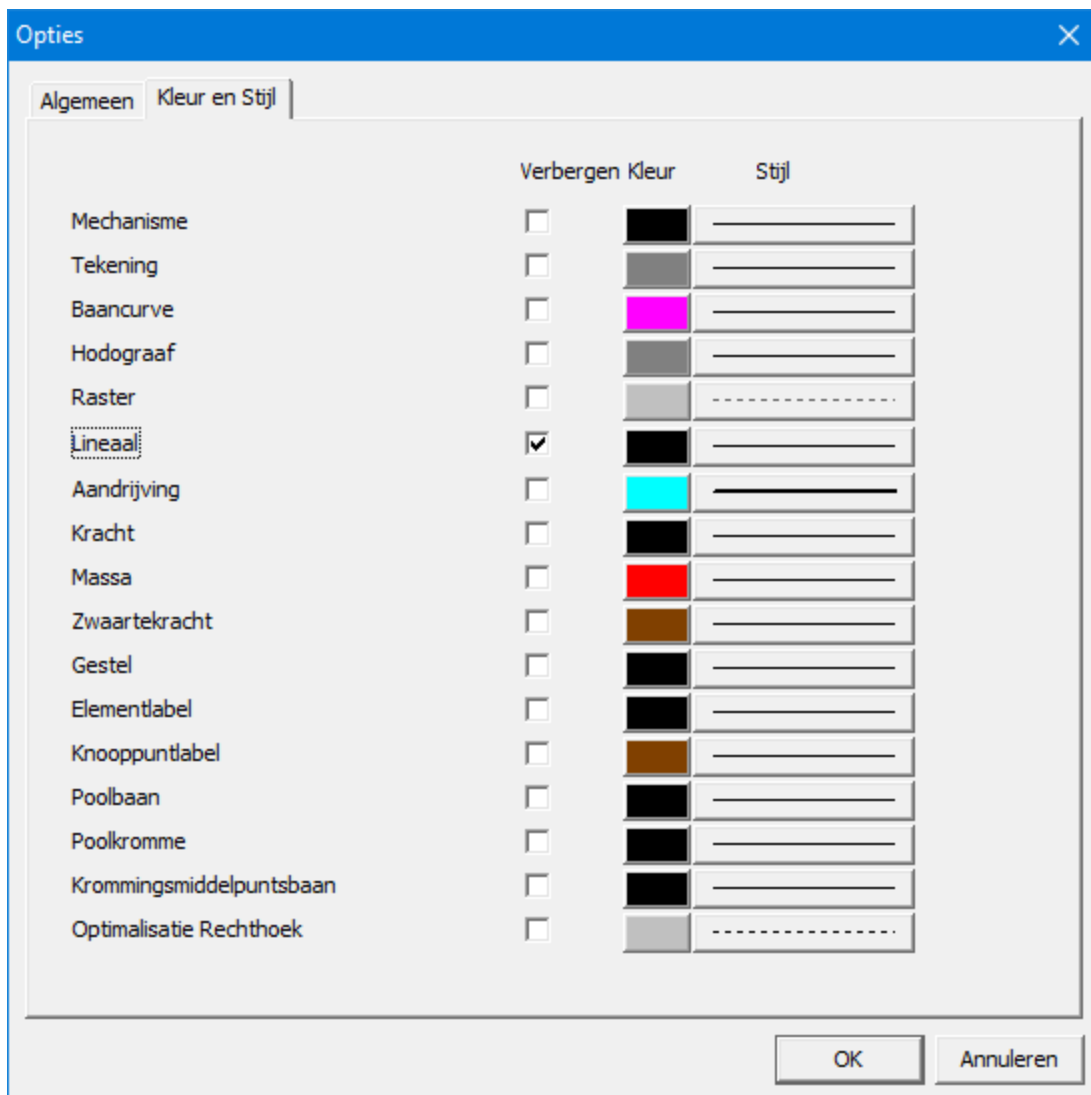 Opties
Algemeen Kleur en Stijl
Verbergen Kleur Stijl
Mechanisme
Tekening
Baancurve
Hodograaf
Raster
Lineaal
Aandrijving
Kracht
Massa
Zwaartekracht
Gestel
Elementlabel
Knooppuntlabel
Poolbaan
Poolkromme
Krommingsmiddelpuntsbaan
Optimalisatie Rechthoek
OK Annuleren